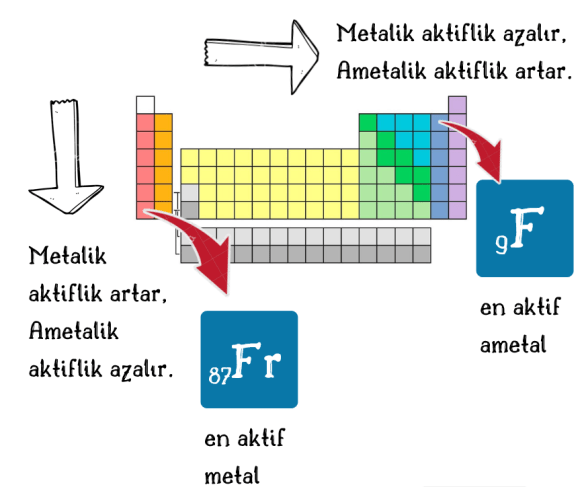 Metalik aktiflik azalır,
Ametalik aktiflik artar.
Metalik
aktiflik artar,
Ametalik
aktiflik azalır.
9F
en aktif
ametal
87Fr
en aktif
metal